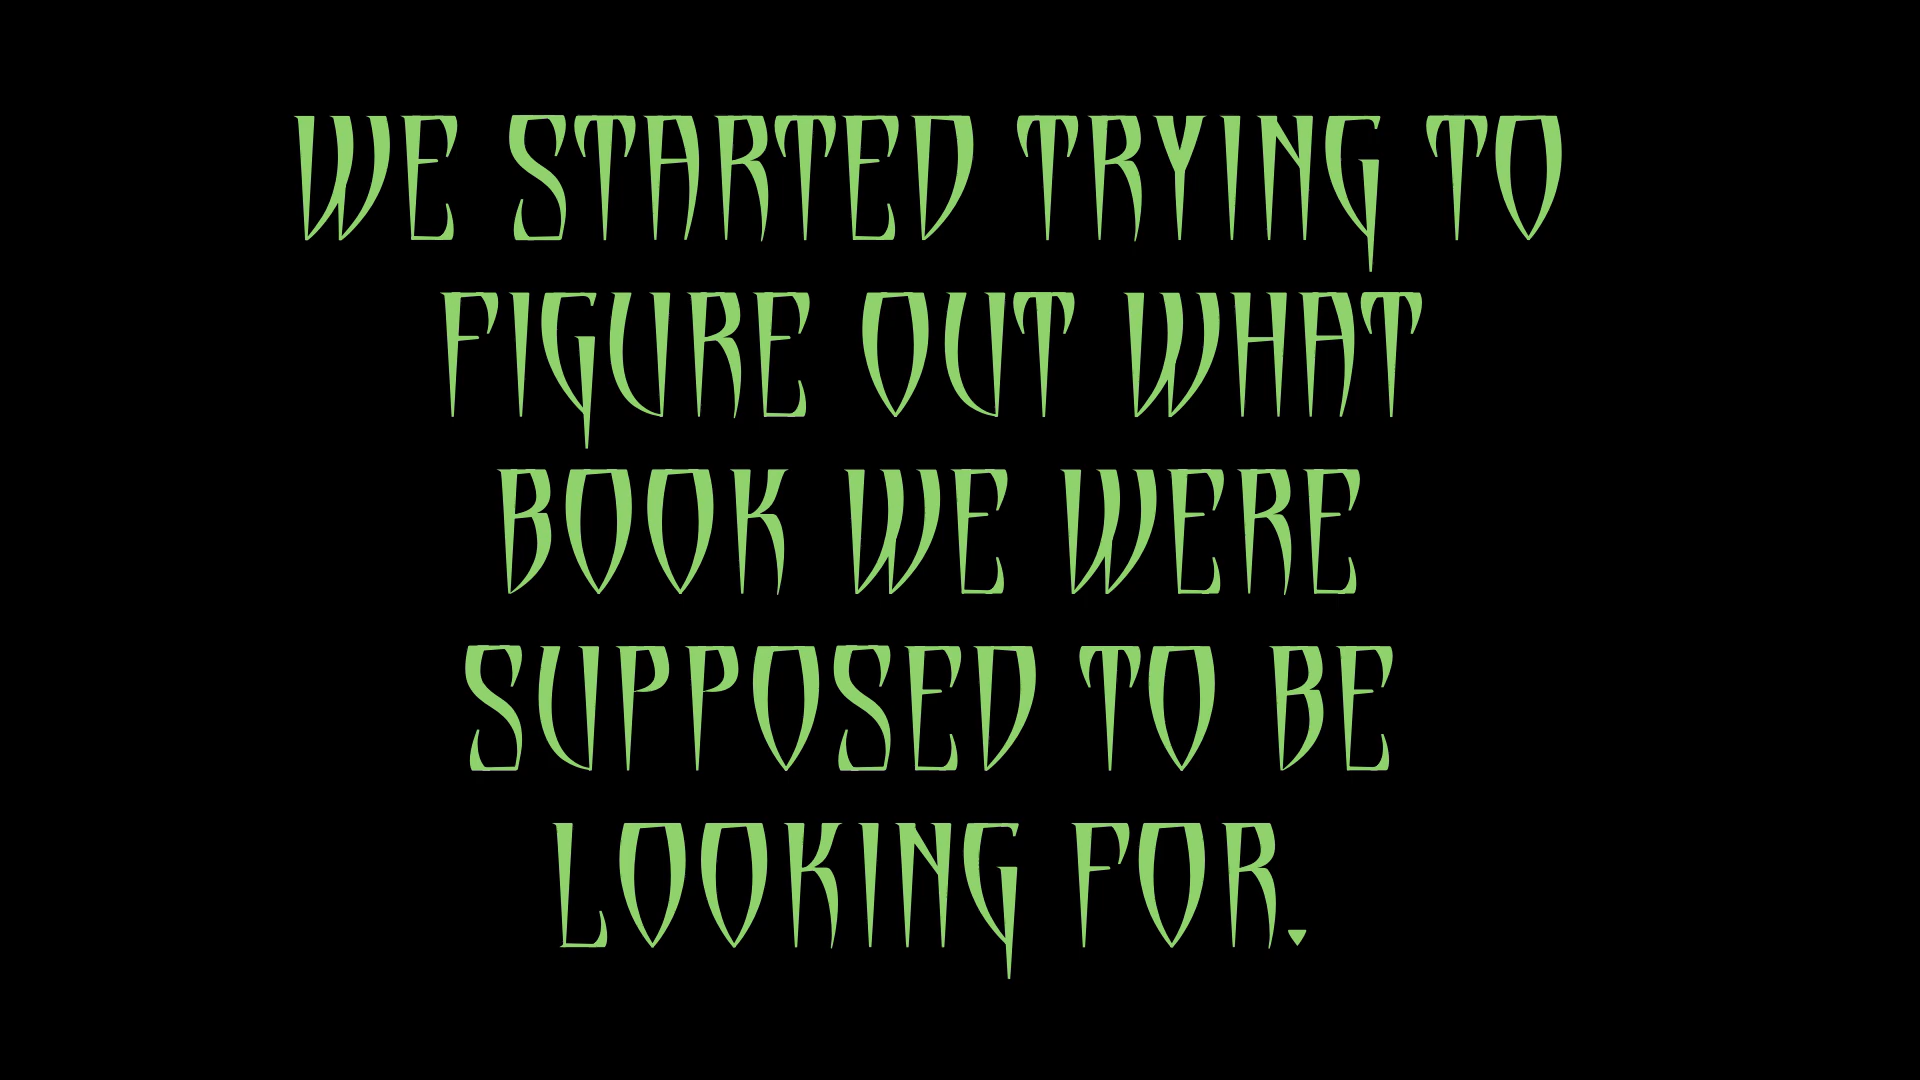 WE STARTED TRYING TO
FIGURE OUT WHAT
BOOK WE WERE
SUPPOSED TO BE
LOOKING FOR.